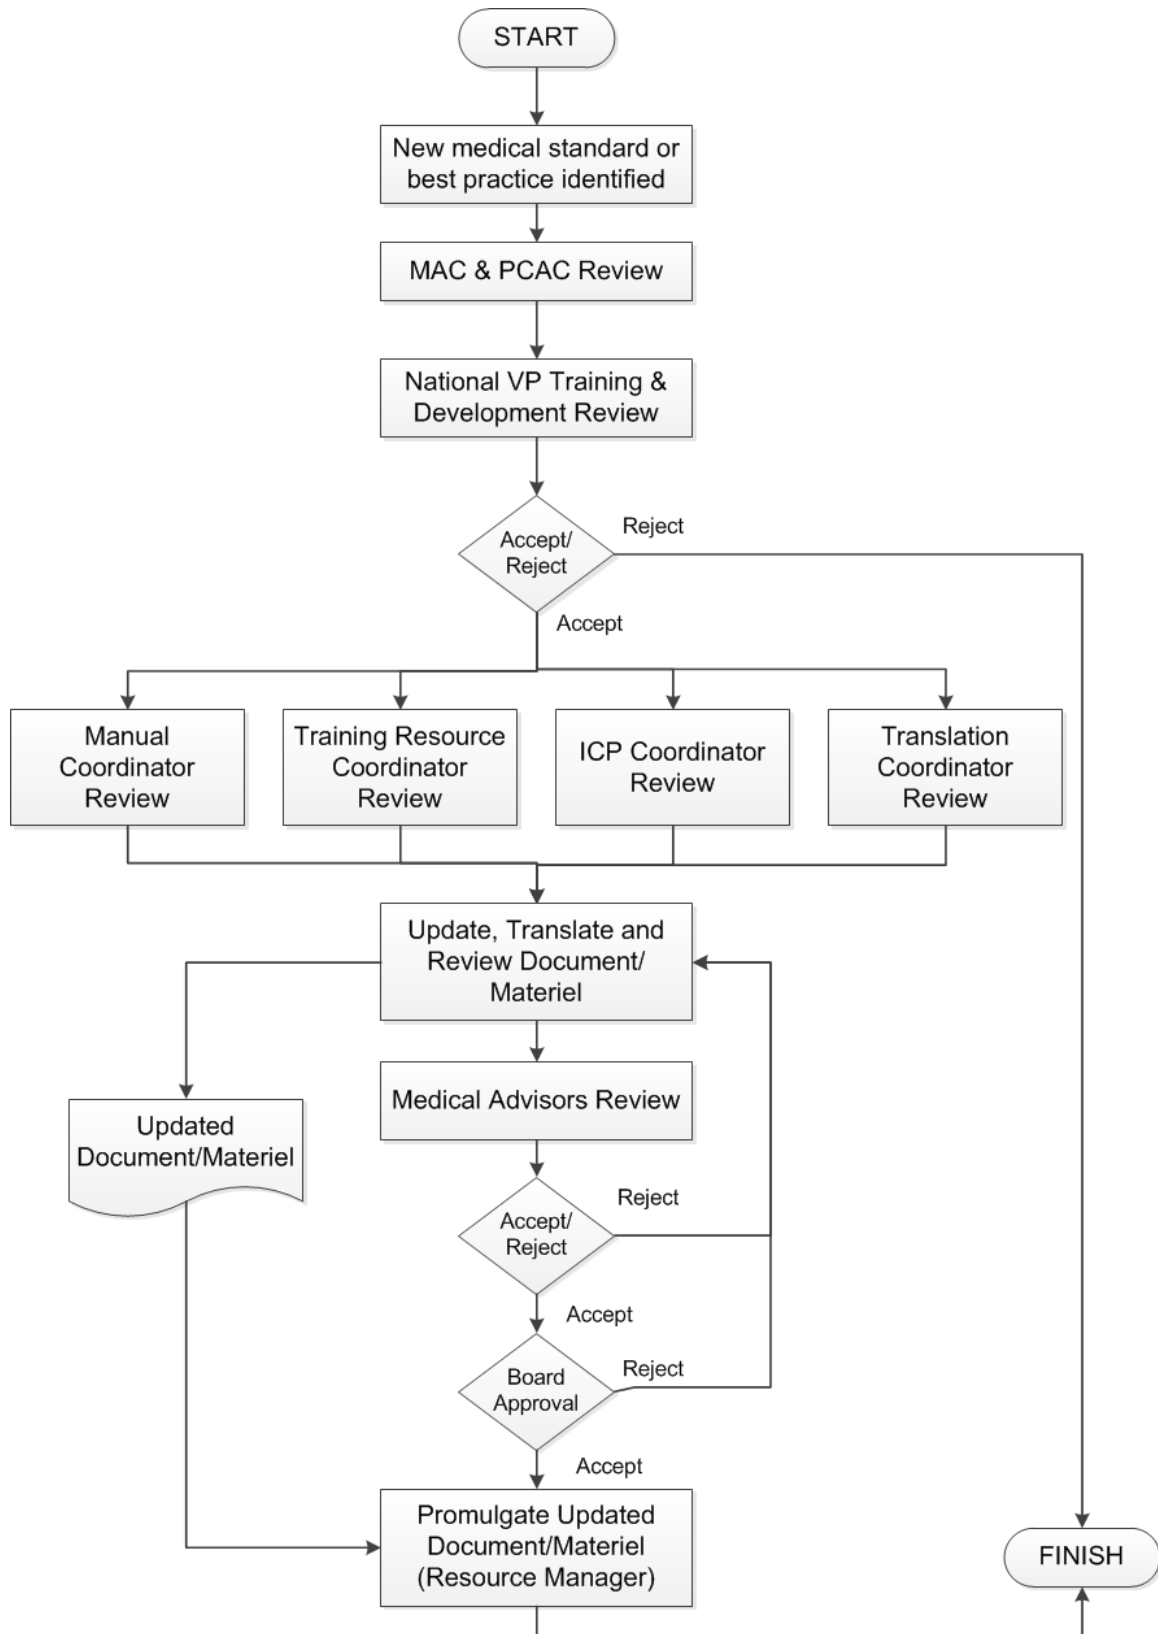 START
New medical standard or
best practice identified
MAC & PCAC Review
National VP Training &
Development Review
Accept/
Reject
Reject
Accept
Manual
Coordinator
Review
Training Resource
Coordinator
Review
ICP Coordinator
Review
Translation
Coordinator
Review
Update, Translate and
Review Document/
Materiel
Medical Advisors Review
Updated
Document/Materiel
Accept/
Reject
Reject
Accept
Board
Approval
Reject
Accept
Promulgate Updated
Document/Materiel
(Resource Manager)
FINISH